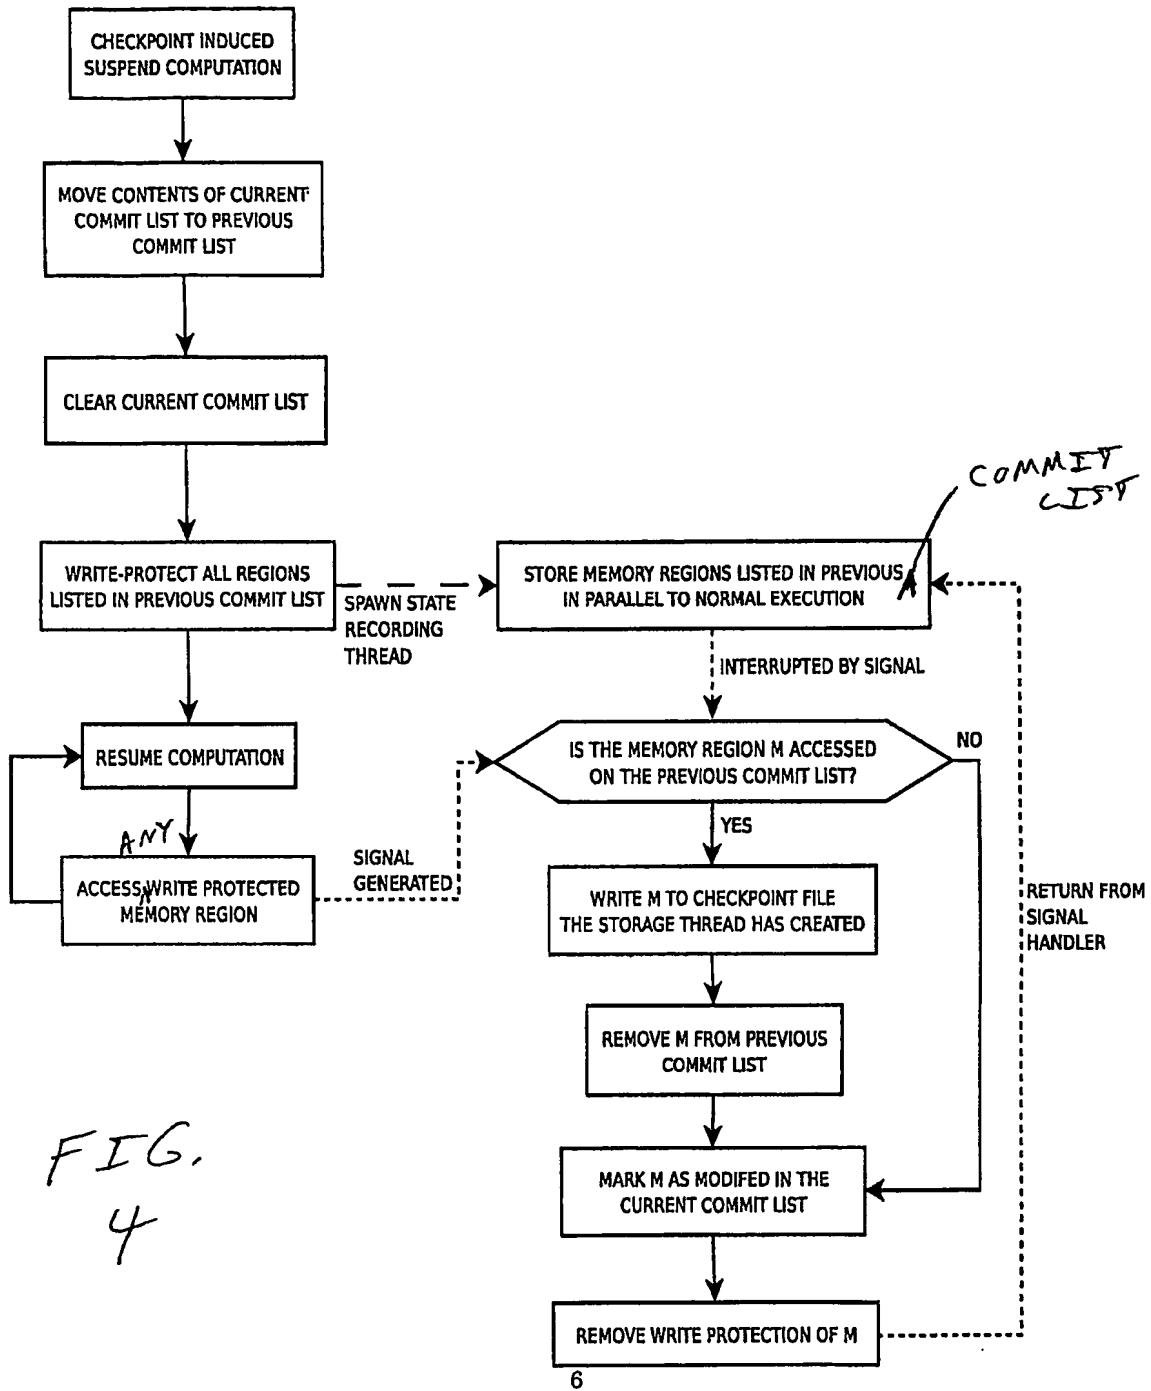 CHECKPOINT INDUCED
SUSPEND COMPUTATION
MOVE CONTENTS OF CURRENT
COMMIT LIST TO PREVIOUS
COMMIT LIST
CLEAR CURRENT COMMIT LIST
WRITE-PROTECT ALL REGIONS
LISTED IN PREVIOUS COMMIT LIST
SPAWN STATE
RECORDING
THREAD
COMMIT
LIST
STORE MEMORY REGIONS LISTED IN PREVIOUS
IN PARALLEL TO NORMAL EXECUTION
INTERRUPTED BY SIGNAL
RESUME COMPUTATION
IS THE MEMORY REGION M ACCESSED
ON THE PREVIOUS COMMIT LIST?
NO
YES
ANY
ACCESS WRITE PROTECTED
MEMORY REGION
SIGNAL
GENERATED
WRITE M TO CHECKPOINT FILE
THE STORAGE THREAD HAS CREATED
RETURN FROM
SIGNAL
HANDLER
REMOVE M FROM PREVIOUS
COMMIT LIST
MARK M AS MODIFED IN THE
CURRENT COMMIT LIST
REMOVE WRITE PROTECTION OF M
FIG.
4
6